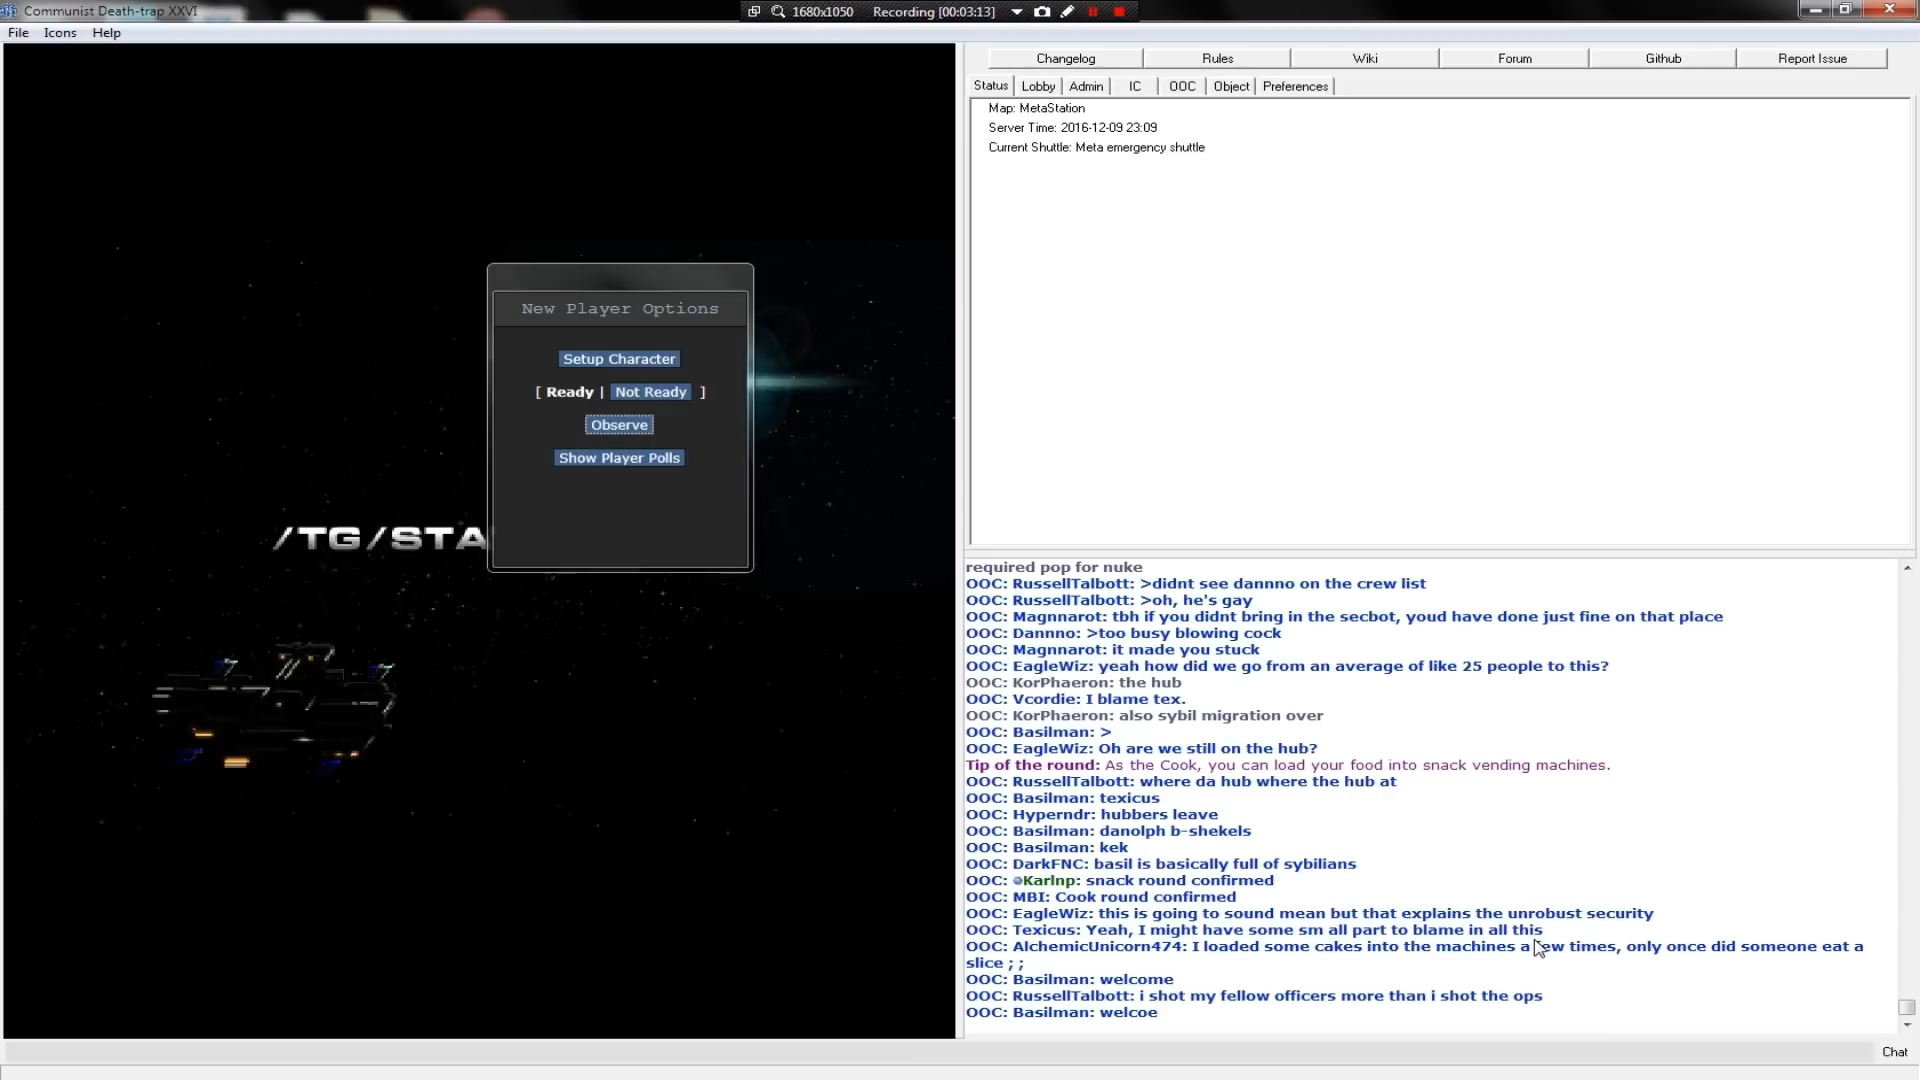 Communist Death-trap XXVI
1680x1050 Recording [00:03:13]
File Icons Help
Changelog Rules Wiki Forum Github Report Issue
Status Lobby Admin IC OOC Object Preferences
Map: MetaStation
Server Time: 2016-12-09 23:09
Current Shuttle: Meta emergency shuttle
New Player Options
Setup Character
[ Ready | Not Ready ]
Observe
Show Player Polls
/TG/STA
required pop for nuke
OOC: RussellTalbott: >didnt see dannno on the crew list
OOC: RussellTalbott: >oh, he's gay
OOC: Magnnarot: tbh if you didnt bring in the secbot, youd have done just fine on that place
OOC: Dannno: >too busy blowing cock
OOC: Magnnarot: it made you stuck
OOC: EagleWiz: yeah how did we go from an average of like 25 people to this?
OOC: KorPhaeron: the hub
OOC: Vcordie: I blame tex.
OOC: KorPhaeron: also sybil migration over
OOC: Basilman: >
OOC: EagleWiz: Oh are we still on the hub?
Tip of the round: As the Cook, you can load your food into snack vending machines.
OOC: RussellTalbott: where da hub where the hub at
OOC: Basilman: texicus
OOC: Hyperndr: hubbers leave
OOC: Basilman: danolph b-shekels
OOC: Basilman: kek
OOC: DarkFNC: basil is basically full of sybilians
OOC: Karlnp: snack round confirmed
OOC: MBI: Cook round confirmed
OOC: EagleWiz: this is going to sound mean but that explains the unrobust security
OOC: Texicus: Yeah, I might have some sm all part to blame in all this
OOC: AlchemicUnicorn474: I loaded some cakes into the machines a few times, only once did someone eat a
slice ; ;
OOC: Basilman: welcome
OOC: RussellTalbott: i shot my fellow officers more than i shot the ops
OOC: Basilman: welcoe
Chat